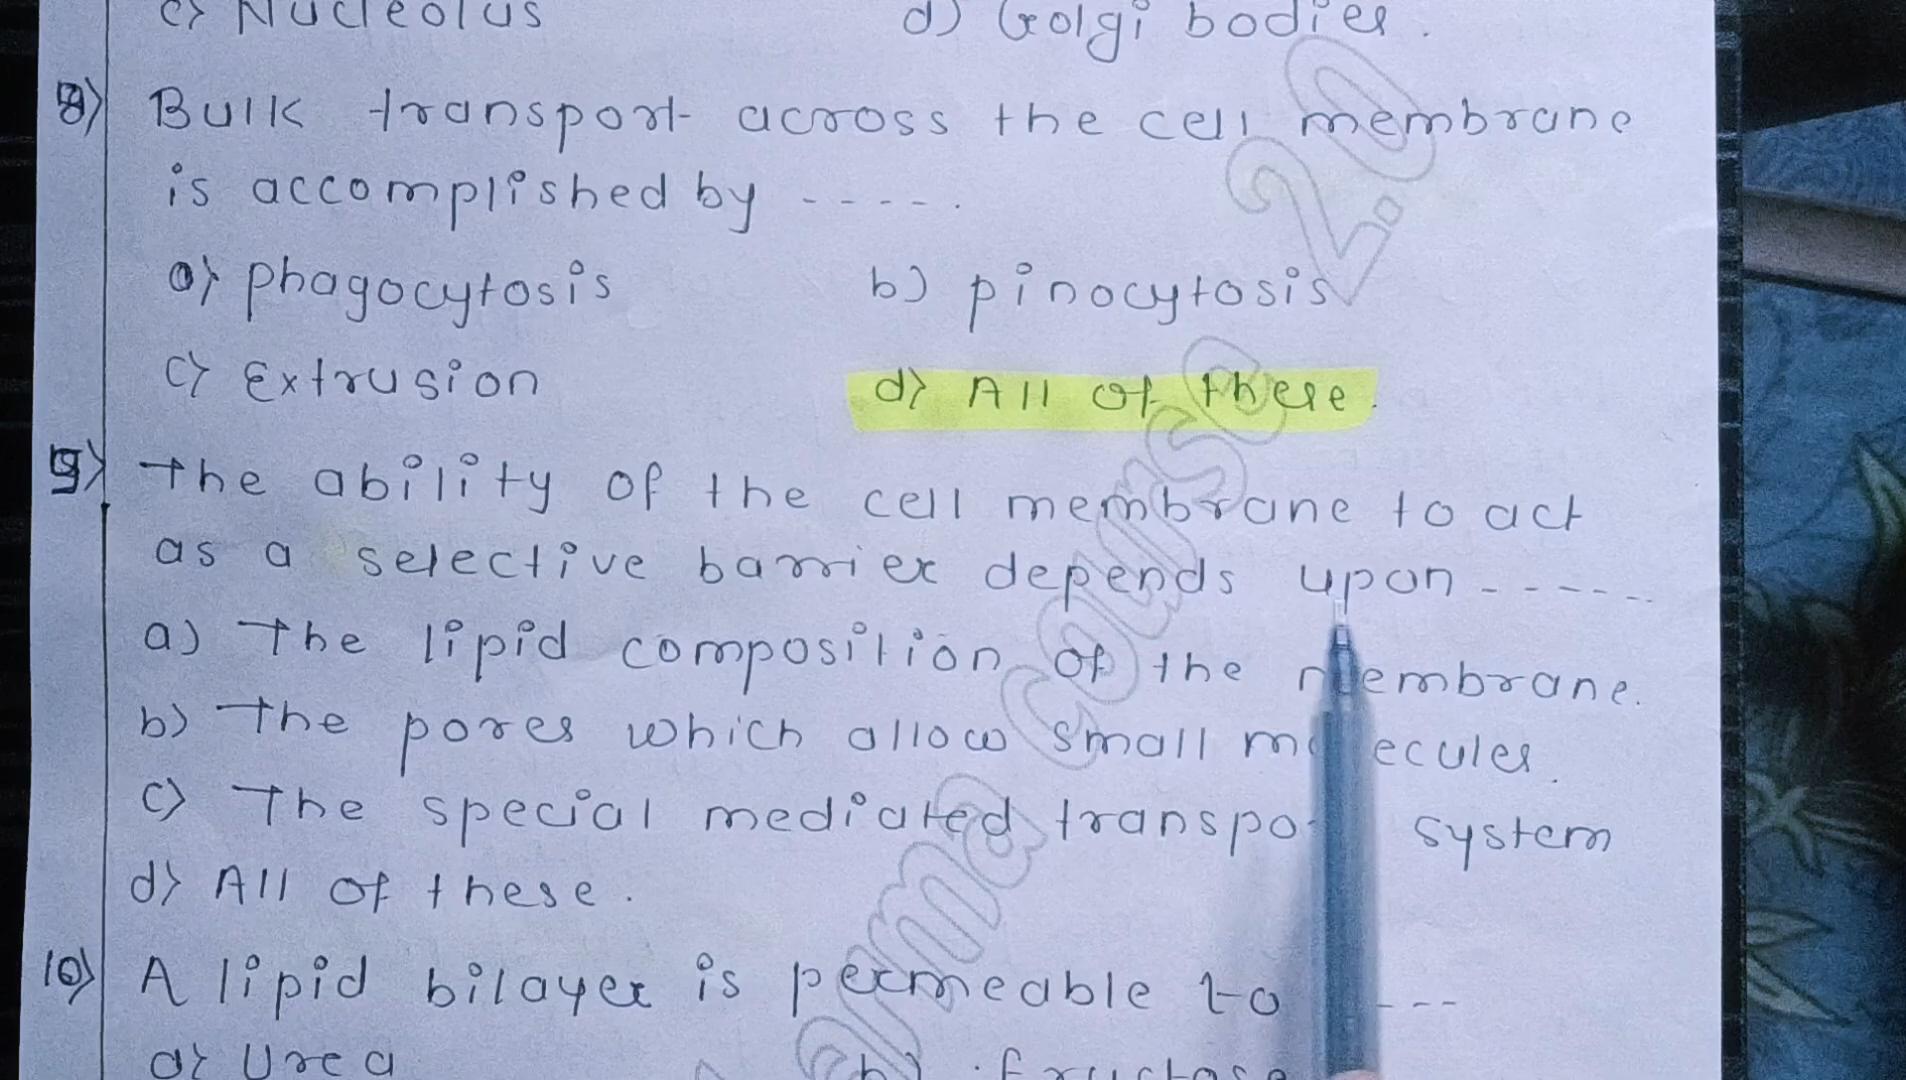 c) Nucleolus d) Golgi bodies.
8) Bulk transport across the cell membrane
is accomplished by -----.
a) phagocytosis b) pinocytosis
c) Extrusion d) All of these.
9) The ability of the cell membrane to act
as a selective barrier depends upon ------
a) The lipid composition of the membrane.
b) The pores which allow small molecules.
c) The special mediated transpo system
d) All of these.
10) A lipid bilayer is permeable to ---
a) Urea b) fructose